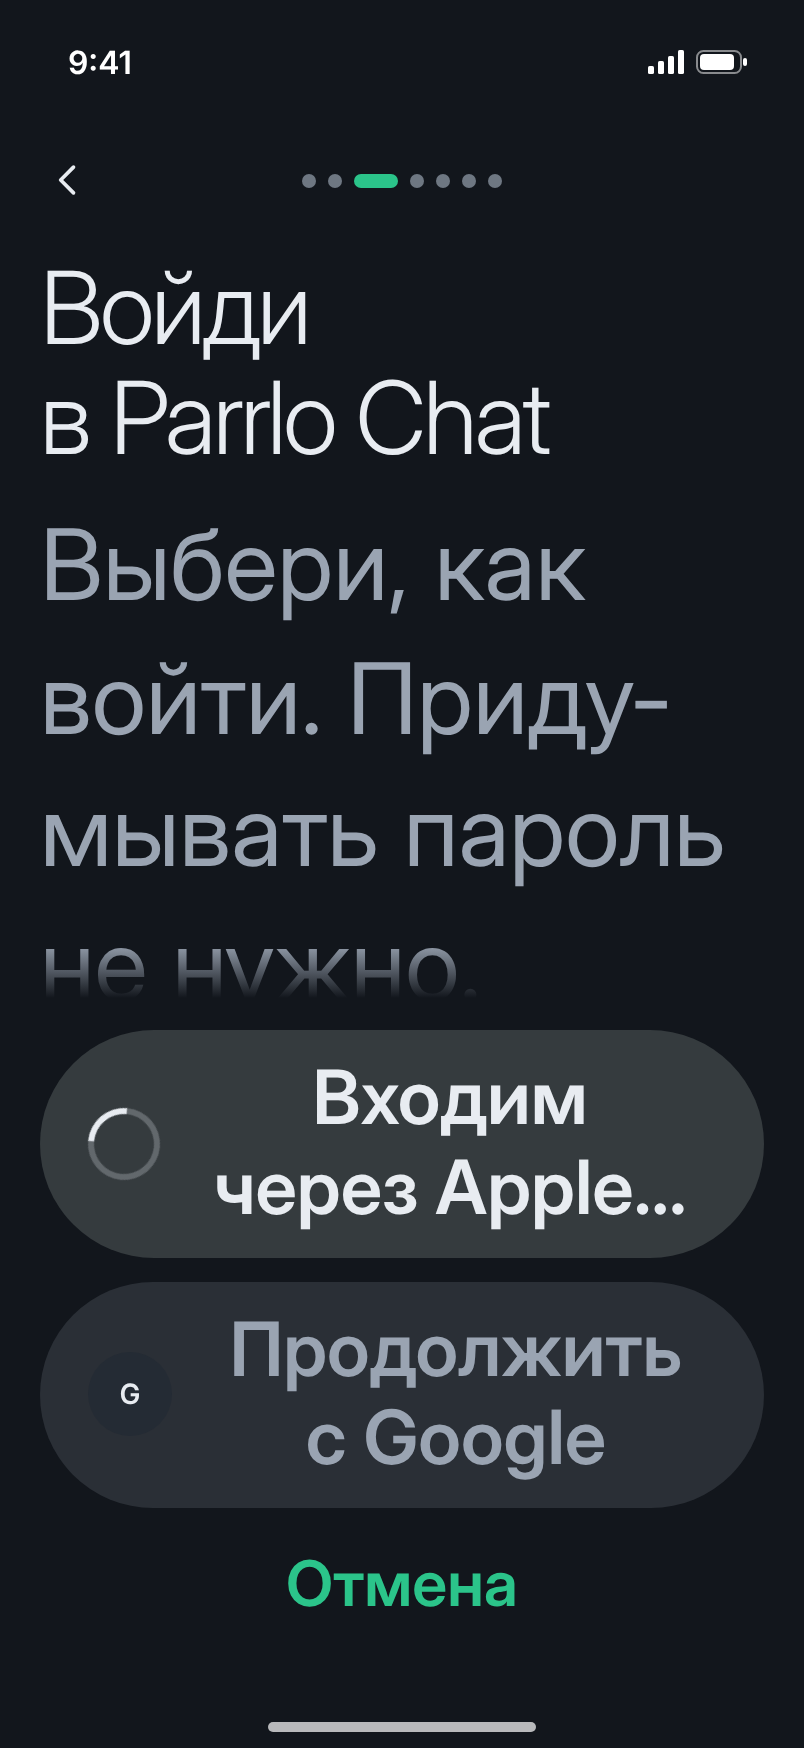 9:41
Войди
в Parrlo Chat
Выбери, как
войти. Приду-
мывать пароль
не нужно.
Входим
через Apple...
G
Продолжить
с Google
Отмена